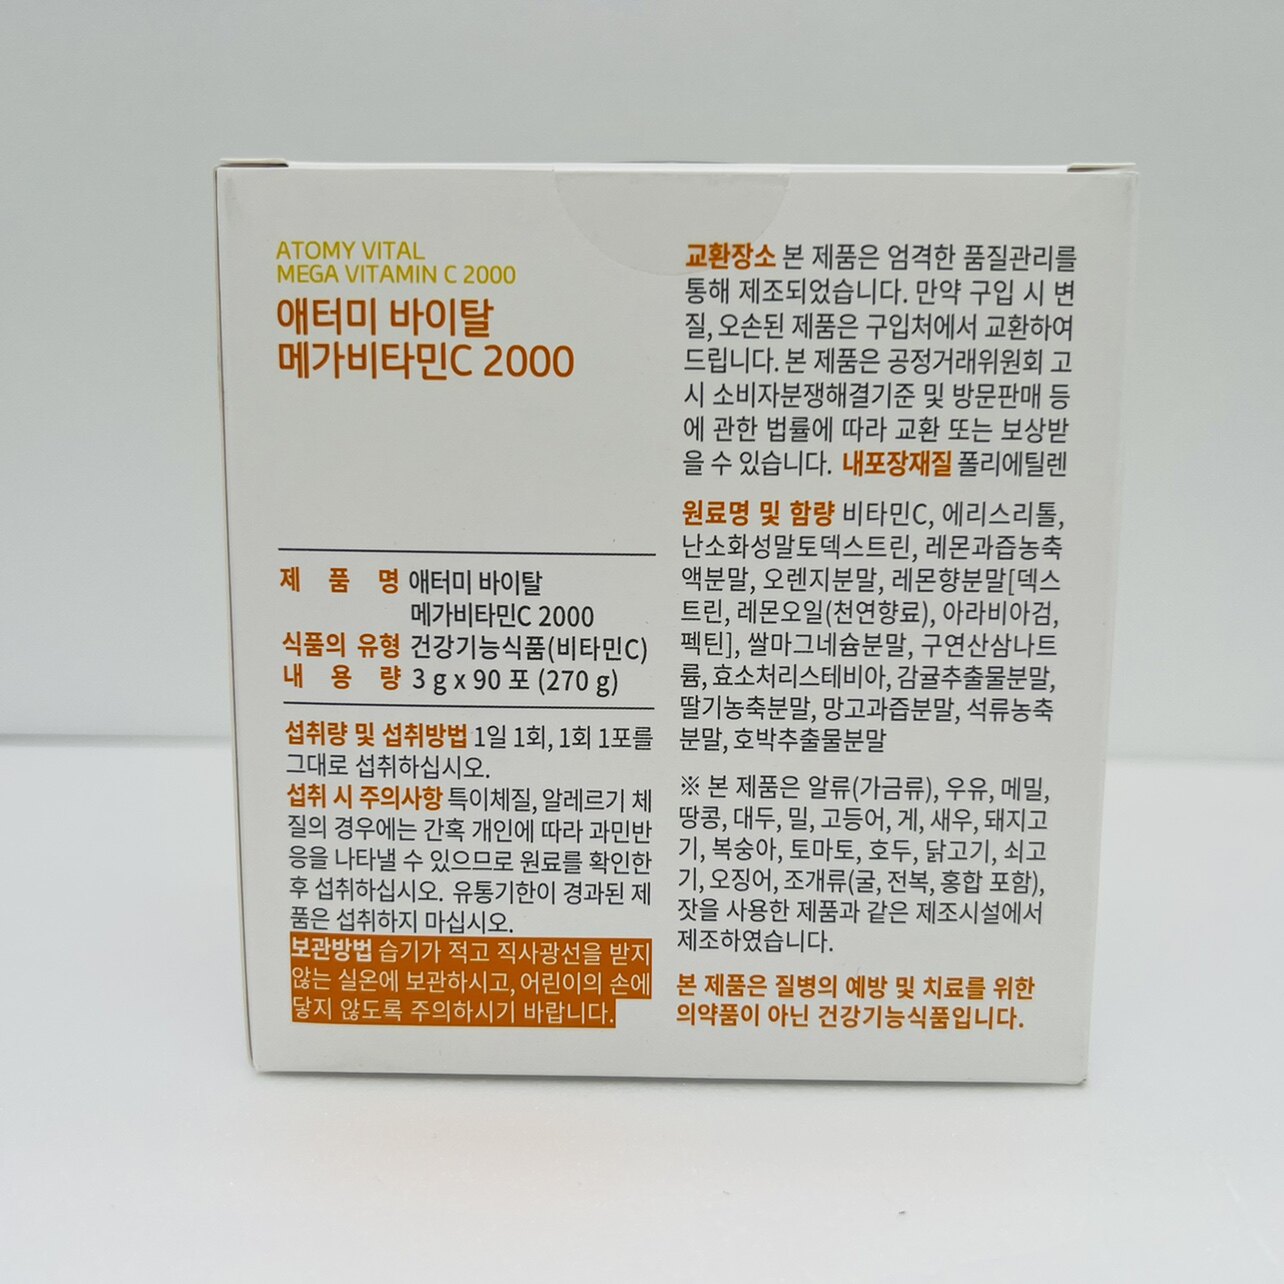 ATOMY VITAL
MEGA VITAMIN C 2000
애터미 바이탈
메가비타민C 2000
제 품 명 애터미 바이탈
메가비타민C 2000
식품의 유형 건강기능식품(비타민C)
내 용 량 3 g x 90 포 (270 g)
섭취량 및 섭취방법 1일 1회, 1회 1포를
그대로 섭취하십시오.
섭취 시 주의사항 특이체질, 알레르기 체
질의 경우에는 간혹 개인에 따라 과민반
응을 나타낼 수 있으므로 원료를 확인한
후 섭취하십시오. 유통기한이 경과된 제
품은 섭취하지 마십시오.
보관방법 습기가 적고 직사광선을 받지
않는 실온에 보관하시고, 어린이의 손에
닿지 않도록 주의하시기 바랍니다.
교환장소 본 제품은 엄격한 품질관리를
통해 제조되었습니다. 만약 구입 시 변
질, 오손된 제품은 구입처에서 교환하여
드립니다. 본 제품은 공정거래위원회 고
시 소비자분쟁해결기준 및 방문판매 등
에 관한 법률에 따라 교환 또는 보상받
을 수 있습니다. 내포장재질 폴리에틸렌
원료명 및 함량 비타민C, 에리스리톨,
난소화성말토덱스트린, 레몬과즙농축
액분말, 오렌지분말, 레몬향분말[덱스
트린, 레몬오일(천연향료), 아라비아검,
펙틴], 쌀마그네슘분말, 구연산삼나트
륨, 효소처리스테비아, 감귤추출물분말,
딸기농축분말, 망고과즙분말, 석류농축
분말, 호박추출물분말
※ 본 제품은 알류(가금류), 우유, 메밀,
땅콩, 대두, 밀, 고등어, 게, 새우, 돼지고
기, 복숭아, 토마토, 호두, 닭고기, 쇠고
기, 오징어, 조개류(굴, 전복, 홍합 포함),
잣을 사용한 제품과 같은 제조시설에서
제조하였습니다.
본 제품은 질병의 예방 및 치료를 위한
의약품이 아닌 건강기능식품입니다.